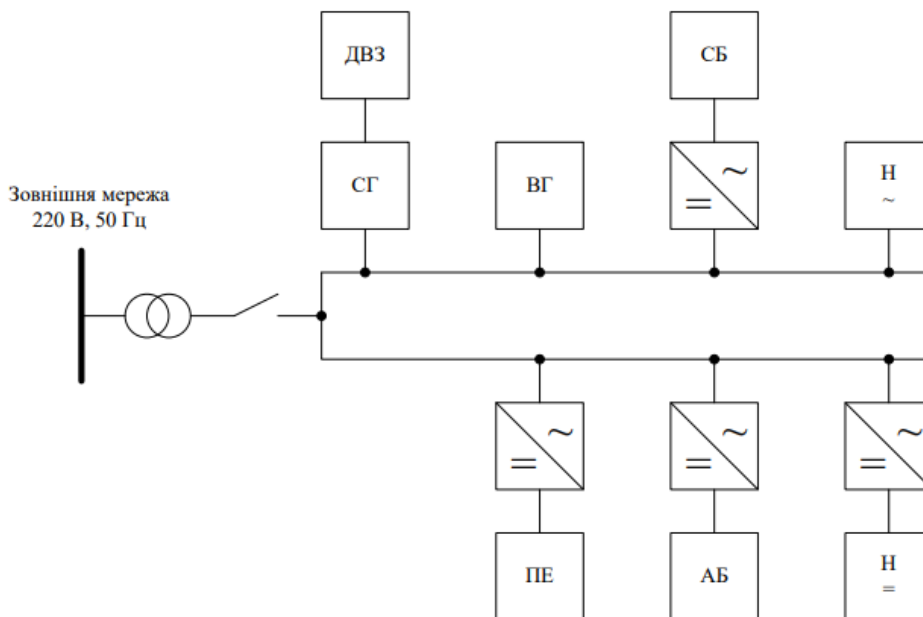 ДВЗ
СБ
СГ
ВГ
~
=
Н
~
Зовнішня мережа
220 В, 50 Гц
~
=
~
=
~
=
ПЕ
АБ
Н
=